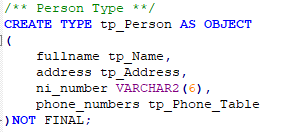 /** Person Type **/
CREATE TYPE tp_Person AS OBJECT
(
    fullname tp_Name,
    address tp_Address,
    ni_number VARCHAR2(6),
    phone_numbers tp_Phone_Table
)NOT FINAL;